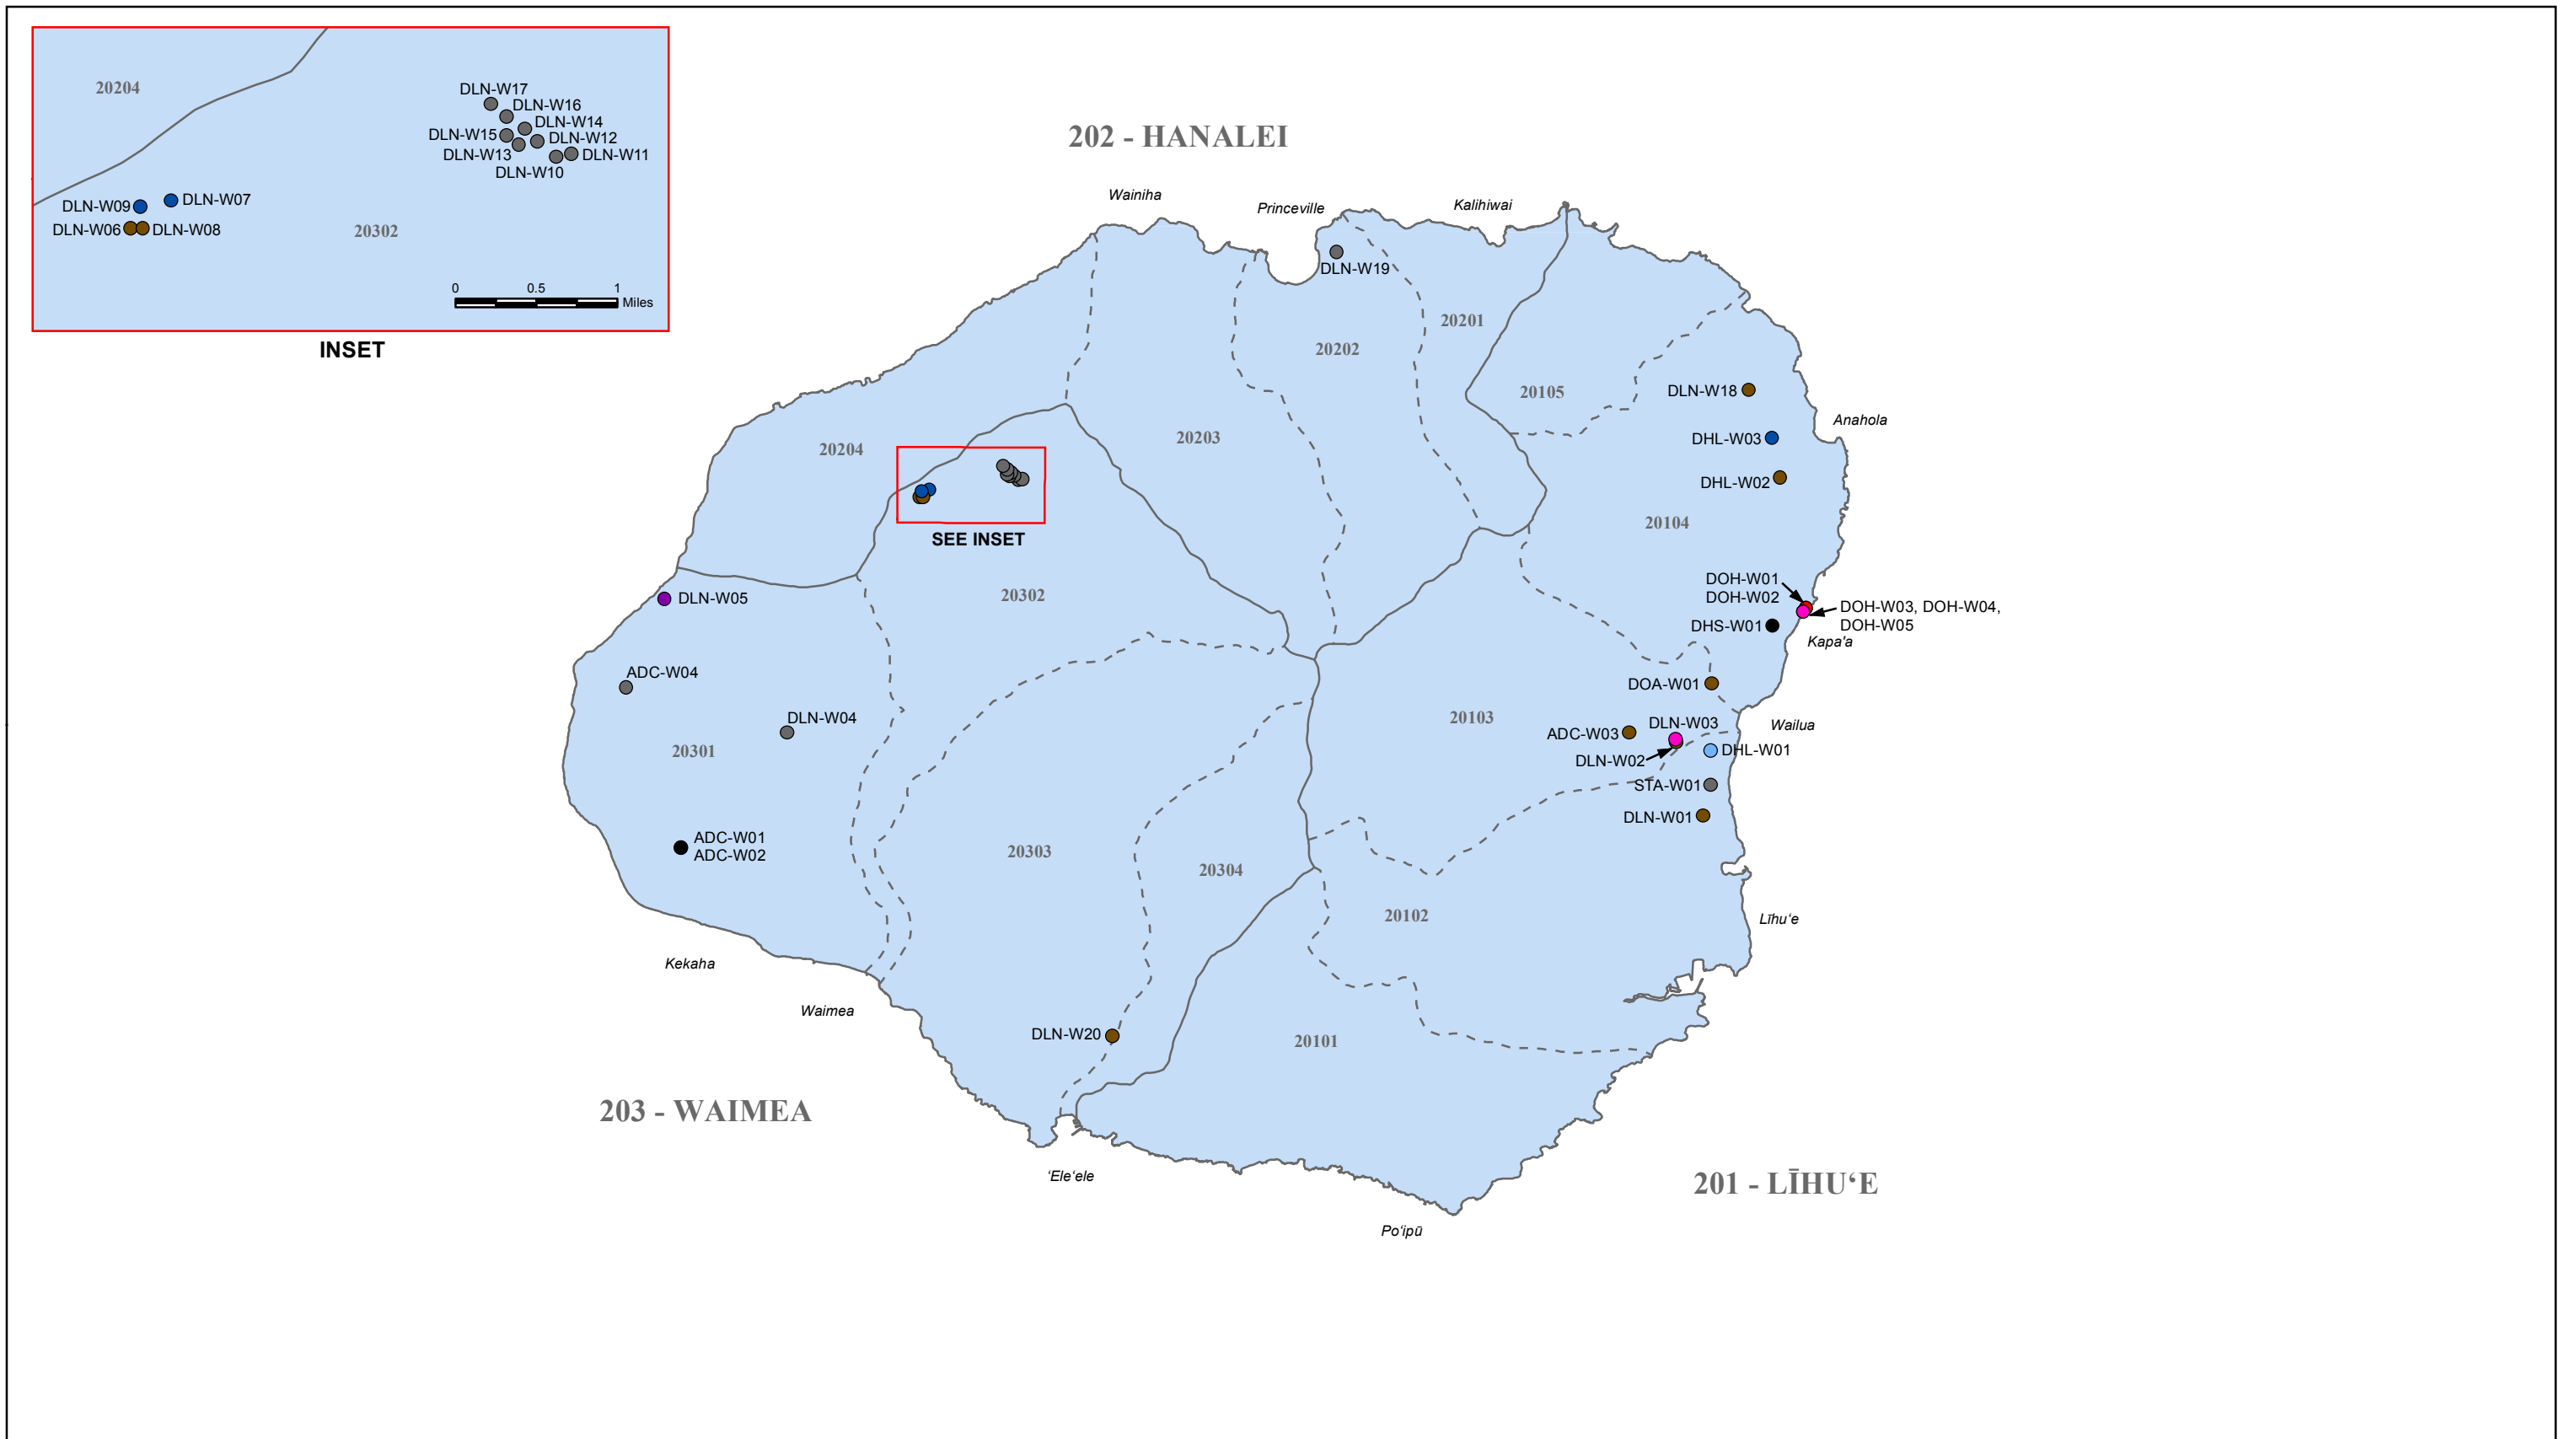 20204
DLN-W17
DLN-W16
DLN-W14
DLN-W15
DLN-W12
DLN-W13
DLN-W11
DLN-W10
DLN-W09
DLN-W07
DLN-W06
DLN-W08
20302
0 0.5 1
Miles
INSET
202 - HANALEI
Wainiha
Princeville
Kalihiwai
DLN-W19
20201
20202
20105
DLN-W18
Anahola
20203
DHL-W03
20204
DHL-W02
20104
SEE INSET
DOH-W01
DOH-W02
20302
DLN-W05
DOH-W03, DOH-W04,
DOH-W05
DHS-W01
Kapa'a
ADC-W04
DOA-W01
DLN-W04
20103
DLN-W03
Wailua
ADC-W03
20301
DHL-W01
DLN-W02
STA-W01
DLN-W01
ADC-W01
ADC-W02
20303
20304
20102
Līhuʻe
Kekaha
Waimea
DLN-W20
20101
203 - WAIMEA
ʻEleʻele
201 - LĪHUʻE
Poʻipū